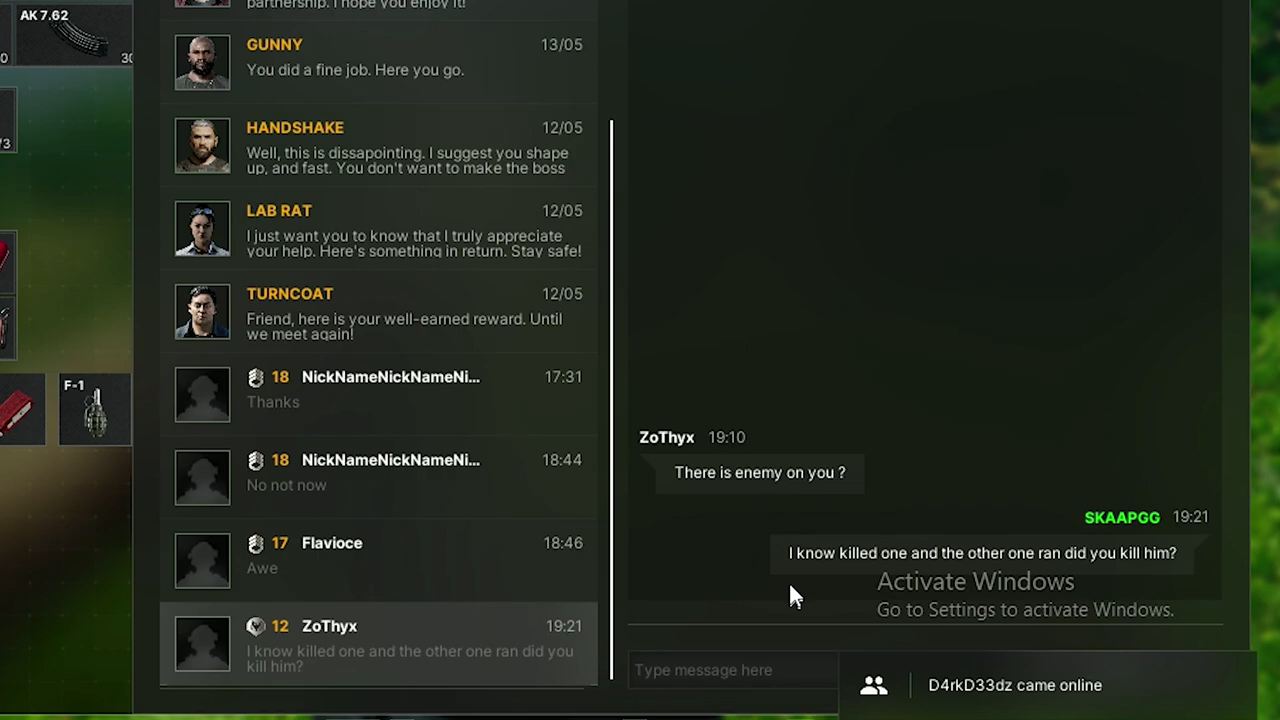 AK 7.62
30
/3
F-1
partnership. I hope you enjoy it!
GUNNY 13/05
You did a fine job. Here you go.
HANDSHAKE 12/05
Well, this is dissapointing. I suggest you shape
up, and fast. You don't want to make the boss
LAB RAT 12/05
I just want you to know that I truly appreciate
your help. Here's something in return. Stay safe!
TURNCOAT 12/05
Friend, here is your well-earned reward. Until
we meet again!
18 NickNameNickNameNi... 17:31
Thanks
18 NickNameNickNameNi... 18:44
No not now
17 Flavioce 18:46
Awe
12 ZoThyx 19:21
I know killed one and the other one ran did you
kill him?
ZoThyx 19:10
There is enemy on you ?
SKAAPGG 19:21
I know killed one and the other one ran did you kill him?
Activate Windows
Go to Settings to activate Windows.
Type message here
D4rkD33dz came online